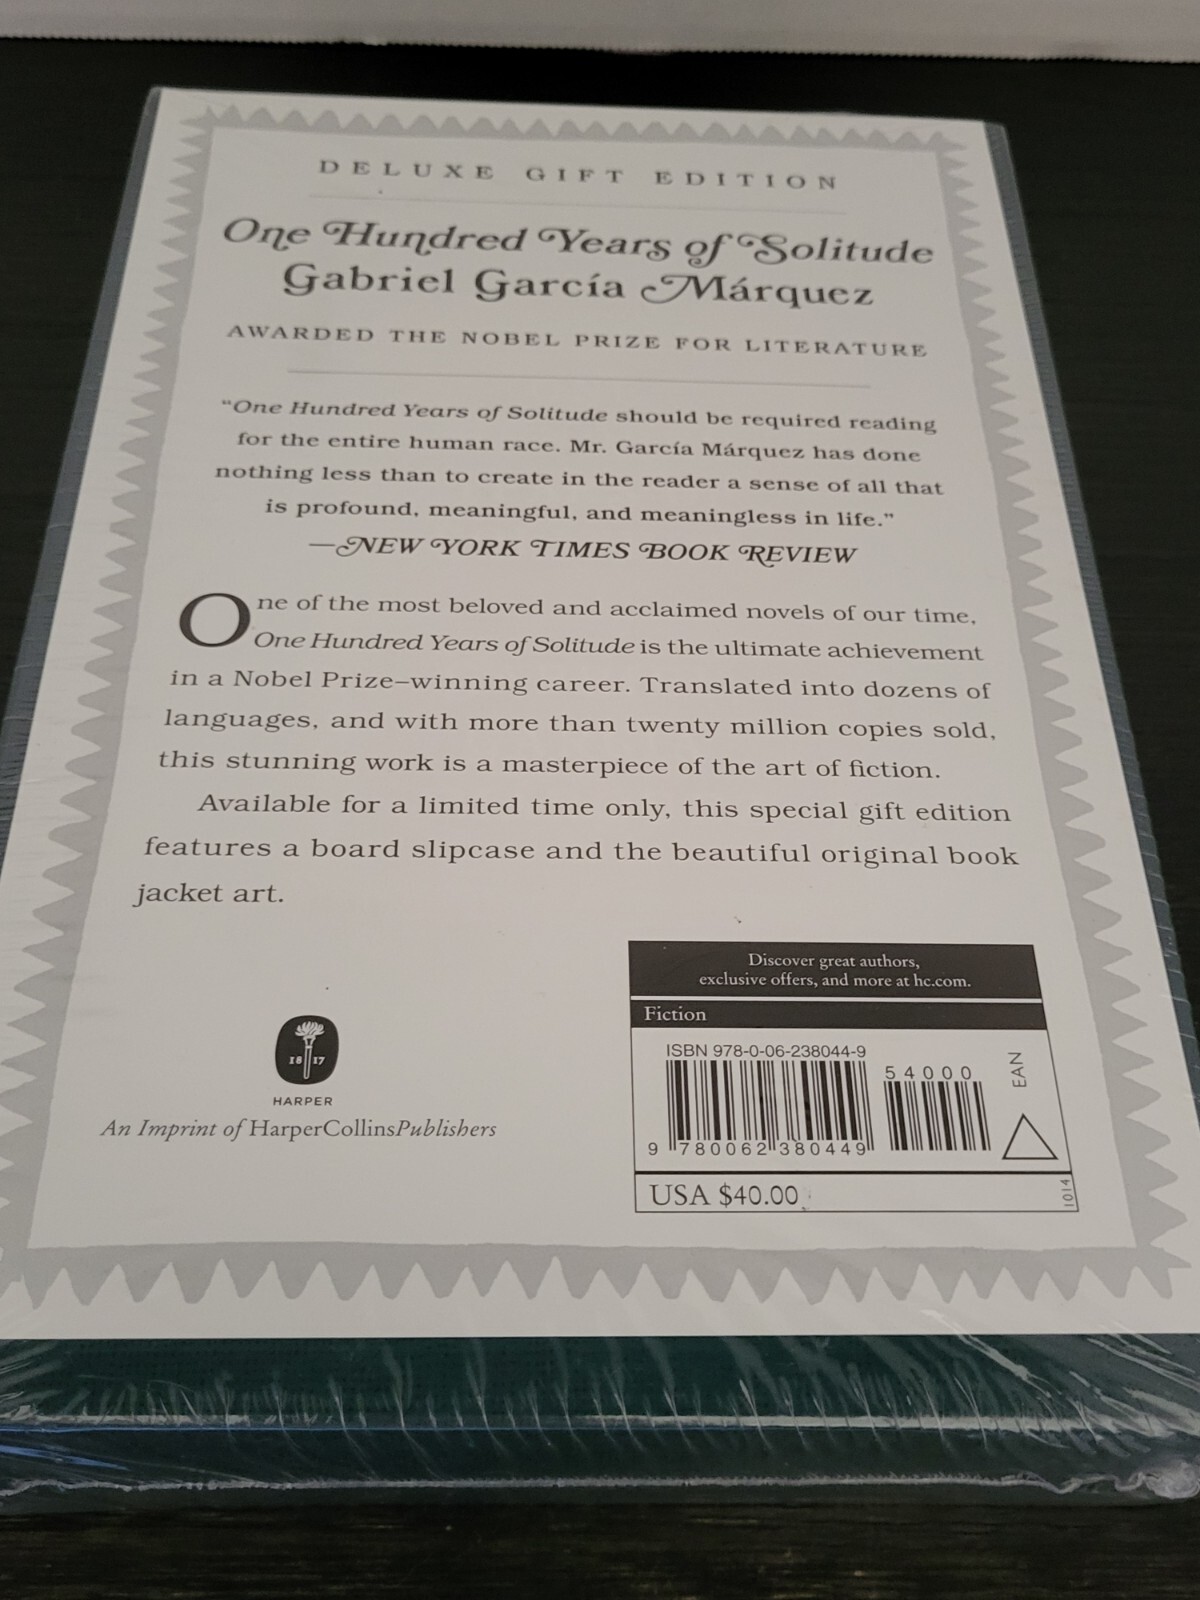 DELUXE GIFT EDITION
One Hundred Years of Solitude
Gabriel García Márquez
AWARDED THE NOBEL PRIZE FOR LITERATURE
“One Hundred Years of Solitude should be required reading
for the entire human race. Mr. García Márquez has done
nothing less than to create in the reader a sense of all that
is profound, meaningful, and meaningless in life.”
—NEW YORK TIMES BOOK REVIEW
One of the most beloved and acclaimed novels of our time,
One Hundred Years of Solitude is the ultimate achievement
in a Nobel Prize–winning career. Translated into dozens of
languages, and with more than twenty million copies sold,
this stunning work is a masterpiece of the art of fiction.
Available for a limited time only, this special gift edition
features a board slipcase and the beautiful original book
jacket art.
18 17
HARPER
An Imprint of HarperCollinsPublishers
Discover great authors,
exclusive offers, and more at hc.com.
Fiction
ISBN 978-0-06-238044-9
54000
EAN
9 780062 380449
USA $40.00
1014